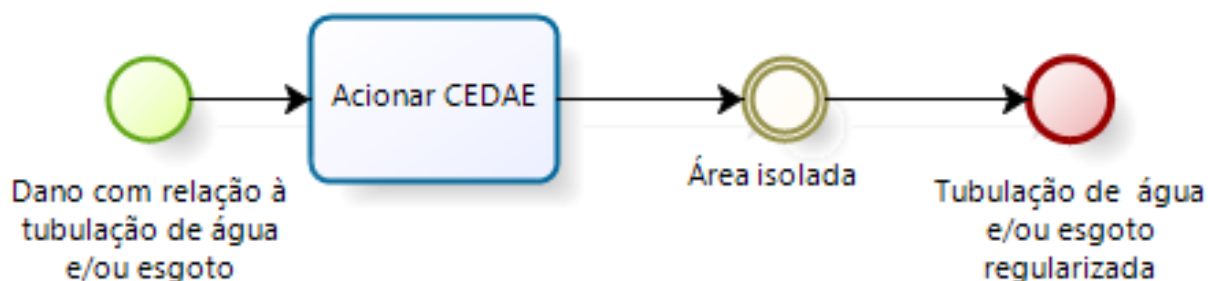 Dano com relação à
tubulação de água
e/ou esgoto
Acionar CEDAE
Área isolada
Tubulação de água
e/ou esgoto
regularizada